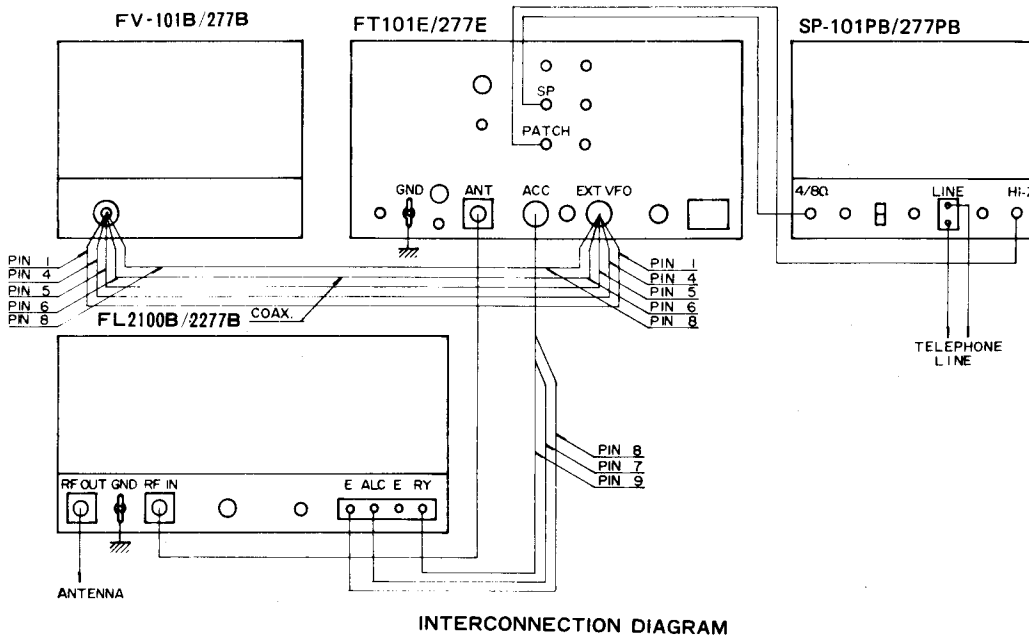 FV-101B/277B
FT101E/277E
SP-101PB/277PB
SP
PATCH
GND
ANT
ACC
EXT VFO
4/8Ω
LINE
Hi-Z
PIN 1
PIN 4
PIN 5
PIN 6
PIN 8
PIN 1
PIN 4
PIN 5
PIN 6
PIN 8
COAX.
FL2100B/2277B
TELEPHONE
LINE
PIN 8
PIN 7
PIN 9
RF OUT
GND
RF IN
E
ALC
E
RY
ANTENNA
INTERCONNECTION DIAGRAM